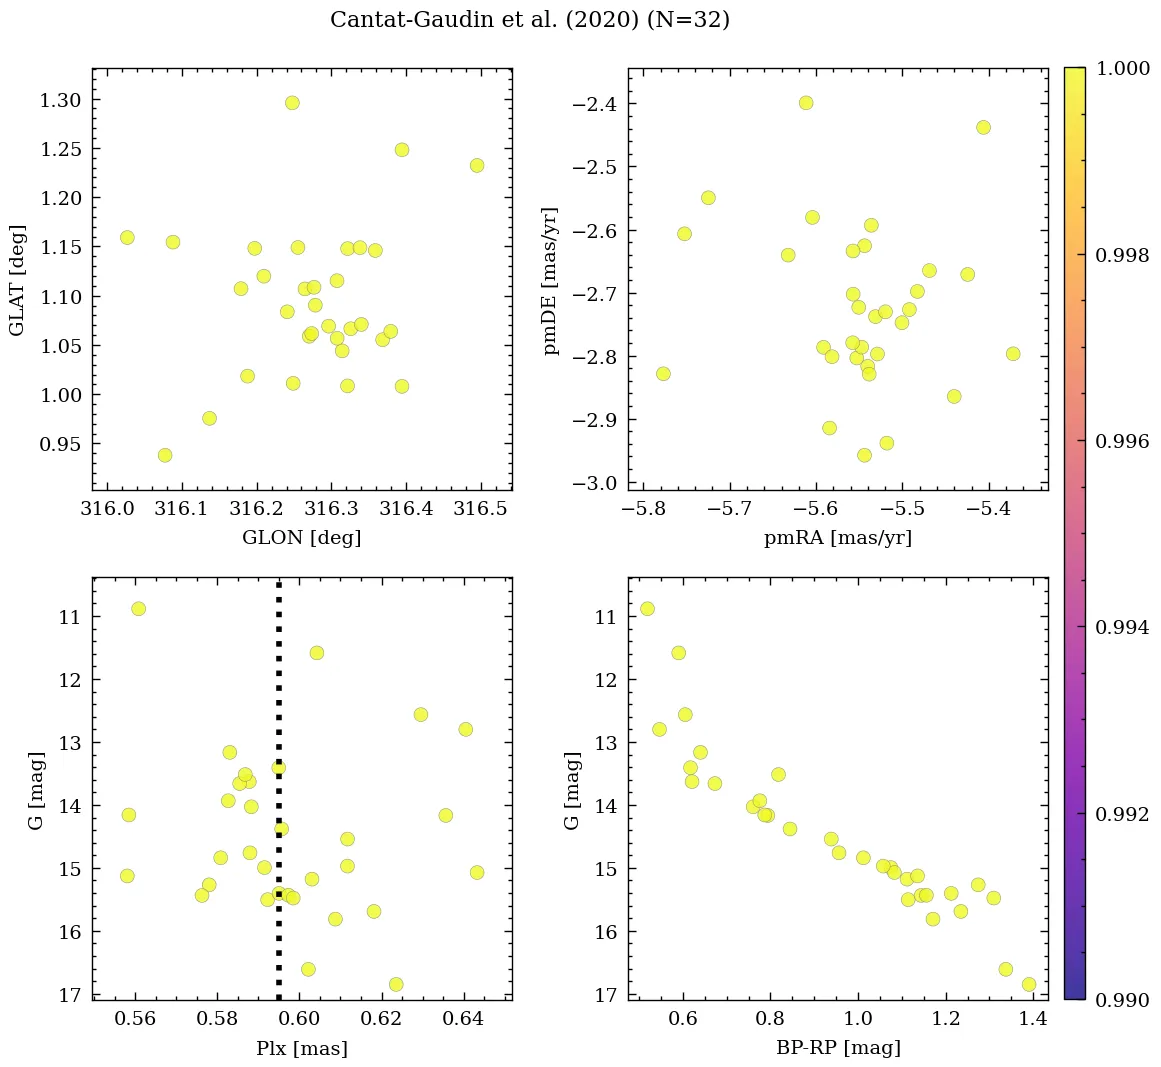 Cantat-Gaudin et al. (2020) (N=32)
1.30
1.25
1.20
1.15
1.10
1.05
1.00
0.95
GLAT [deg]
316.0 316.1 316.2 316.3 316.4 316.5
GLON [deg]
−2.4
−2.5
−2.6
−2.7
−2.8
−2.9
−3.0
pmDE [mas/yr]
−5.8 −5.7 −5.6 −5.5 −5.4
pmRA [mas/yr]
11
12
13
14
15
16
17
G [mag]
0.56 0.58 0.60 0.62 0.64
Plx [mas]
11
12
13
14
15
16
17
G [mag]
0.6 0.8 1.0 1.2 1.4
BP-RP [mag]
1.000
0.998
0.996
0.994
0.992
0.990